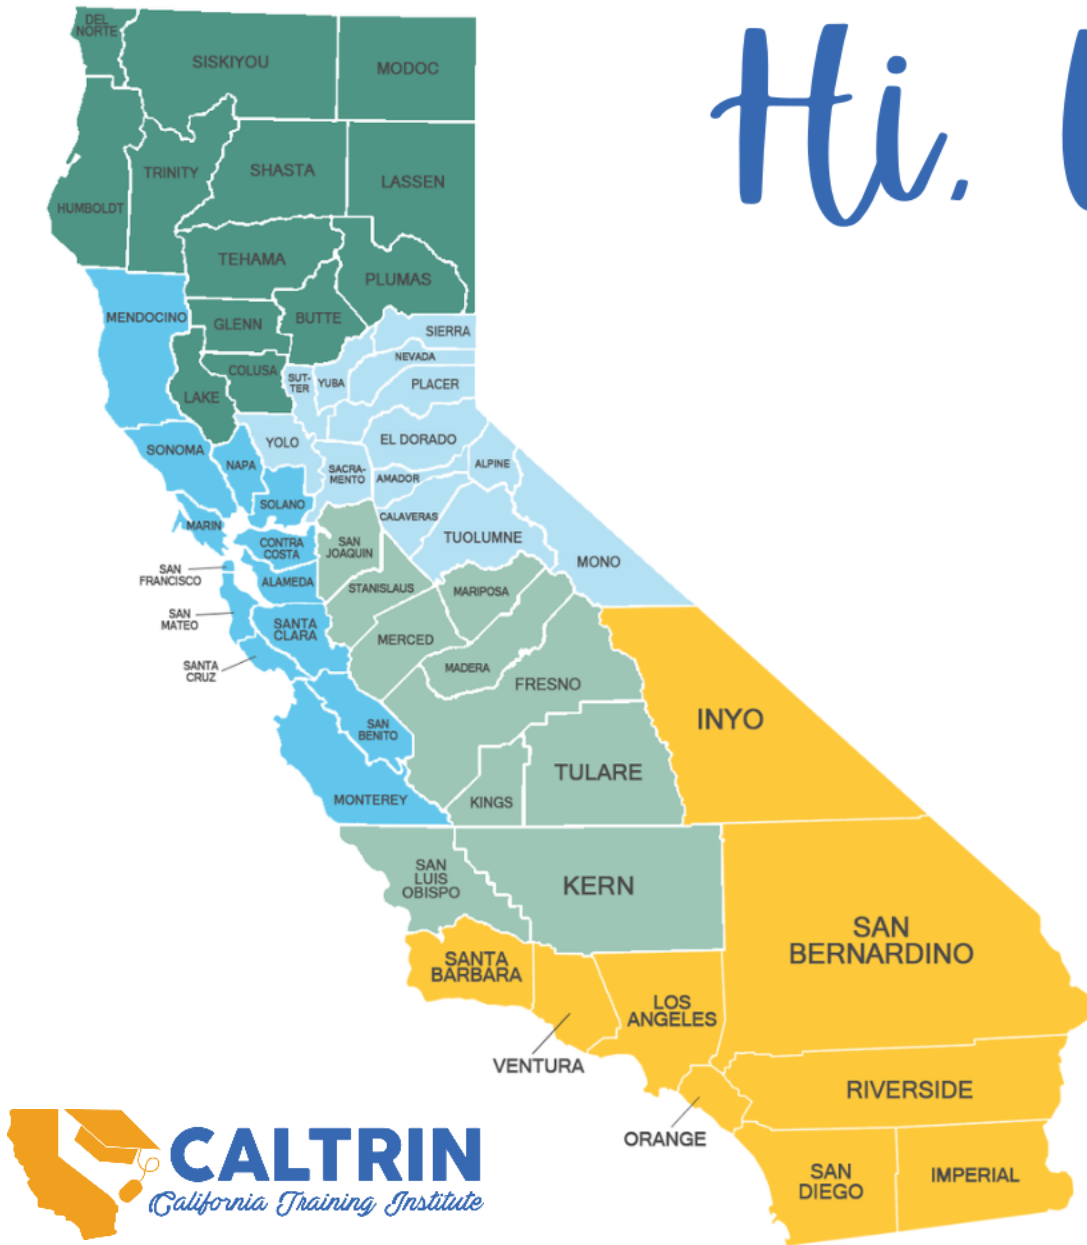 Hi,
DEL
NORTE
SISKIYOU
MODOC
HUMBOLDT
TRINITY
SHASTA
LASSEN
TEHAMA
PLUMAS
MENDOCINO
GLENN
BUTTE
SIERRA
LAKE
COLUSA
SUT-
TER
YUBA
NEVADA
PLACER
SONOMA
NAPA
YOLO
SACRA-
MENTO
EL DORADO
AMADOR
ALPINE
SOLANO
CALAVERAS
MARIN
CONTRA
COSTA
SAN
JOAQUIN
TUOLUMNE
MONO
SAN
FRANCISCO
ALAMEDA
STANISLAUS
MARIPOSA
SAN
MATEO
SANTA
CLARA
MERCED
SANTA
CRUZ
MADERA
FRESNO
INYO
SAN
BENITO
MONTEREY
KINGS
TULARE
SAN
LUIS
OBISPO
KERN
SAN
BERNARDINO
SANTA
BARBARA
LOS
ANGELES
VENTURA
ORANGE
RIVERSIDE
SAN
DIEGO
IMPERIAL
CALTRIN
California Training Institute